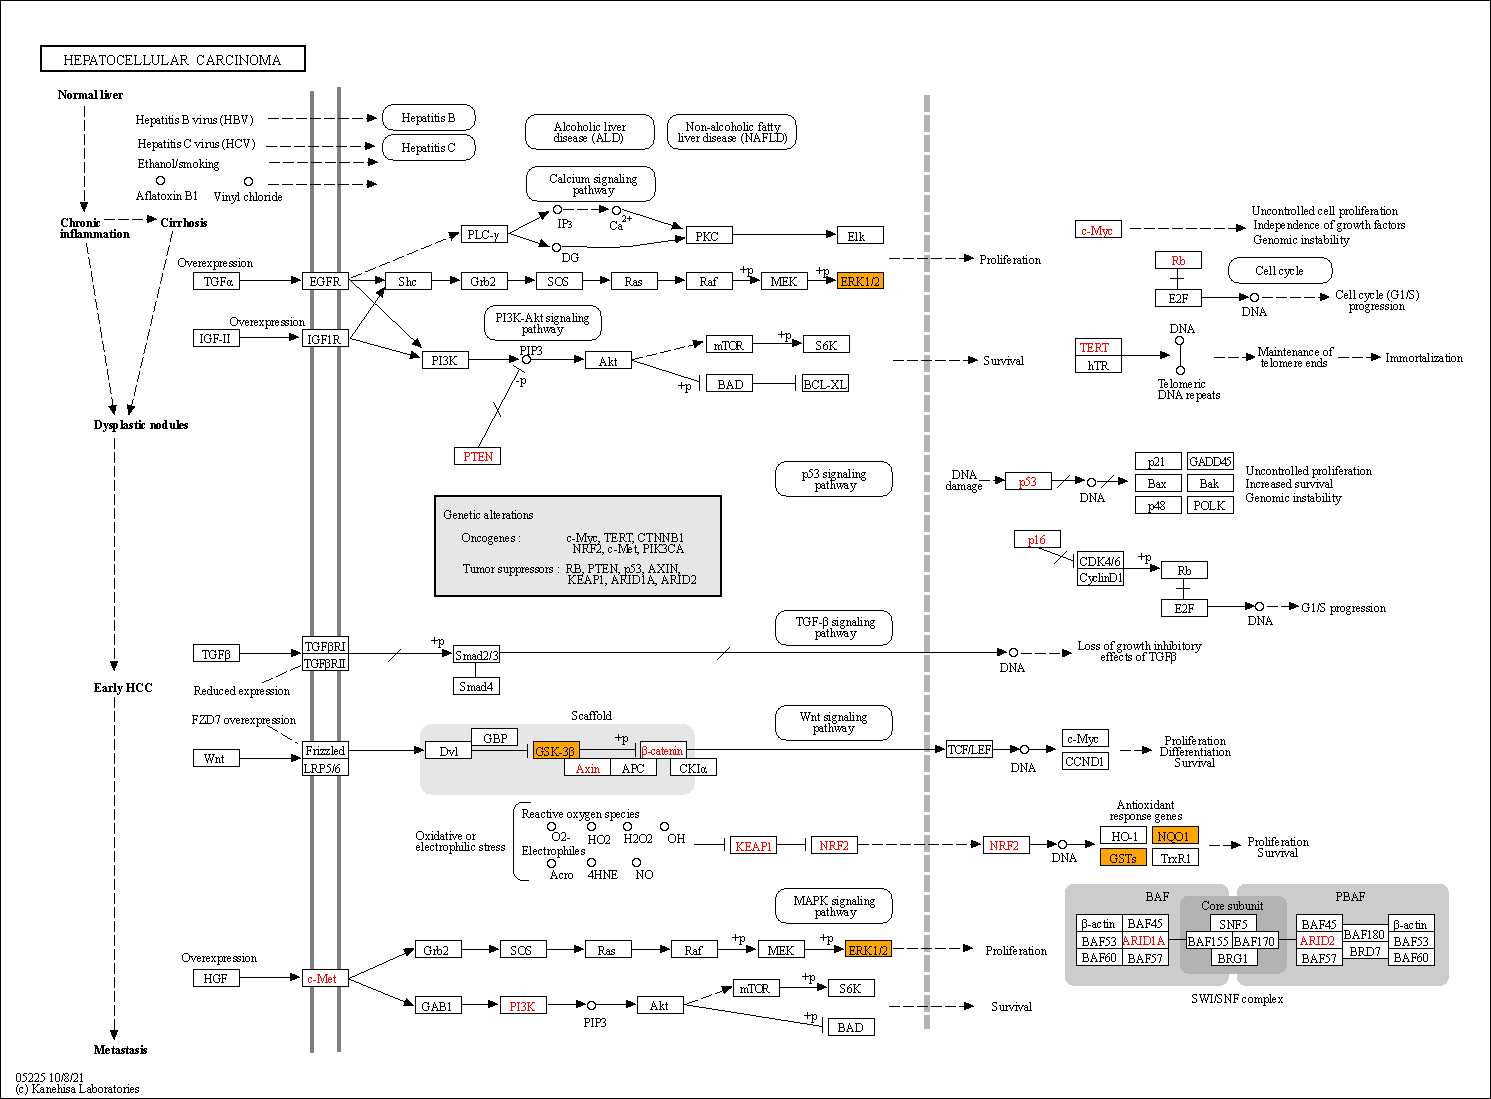 HEPATOCELLULAR CARCINOMA
Normal liver
Hepatitis B virus (HBV)
Hepatitis B
Hepatitis C virus (HCV)
Hepatitis C
Ethanol/smoking
Aflatoxin B1
Vinyl chloride
Alcoholic liver
disease (ALD)
Non-alcoholic fatty
liver disease (NAFLD)
Calcium signaling
pathway
Chronic
inflammation
Cirrhosis
PLC-γ
IP3
Ca2+
DG
PKC
Elk
Overexpression
TGFα
EGFR
Shc
Grb2
SOS
Ras
Raf
+p
MEK
+p
ERK1/2
Proliferation
Overexpression
IGF-II
IGF1R
PI3K-Akt signaling
pathway
PI3K
PIP3
-p
Akt
mTOR
+p
S6K
+p
BAD
BCL-XL
Survival
PTEN
c-Myc
Uncontrolled cell proliferation
Independence of growth factors
Genomic instability
Rb
E2F
Cell cycle
DNA
Cell cycle (G1/S)
progression
TERT
hTR
DNA
Telomeric
DNA repeats
Maintenance of
telomere ends
Immortalization
Dysplastic nodules
p53 signaling
pathway
DNA
damage
p53
DNA
p21
GADD45
Bax
Bak
p48
POLK
Uncontrolled proliferation
Increased survival
Genomic instability
Genetic alterations
Oncogenes :
c-Myc, TERT, CTNNB1
NRF2, c-Met, PIK3CA
Tumor suppressors :
RB, PTEN, p53, AXIN,
KEAP1, ARID1A, ARID2
p16
CDK4/6
CyclinD1
+p
Rb
E2F
DNA
G1/S progression
TGF-β signaling
pathway
TGFβ
TGFβRI
TGFβRII
+p
Smad2/3
Smad4
DNA
Loss of growth inhibitory
effects of TGFβ
Reduced expression
Early HCC
FZD7 overexpression
Wnt
Frizzled
LRP5/6
Scaffold
Dvl
GBP
GSK-3β
+p
β-catenin
Axin
APC
CKIα
Wnt signaling
pathway
TCF/LEF
DNA
c-Myc
CCND1
Proliferation
Differentiation
Survival
Oxidative or
electrophilic stress
Reactive oxygen species
O2-
HO2
H2O2
OH
Electrophiles
Acro
4HNE
NO
KEAP1
NRF2
NRF2
DNA
Antioxidant
response genes
HO-1
NQO1
GSTs
TrxR1
Proliferation
Survival
MAPK signaling
pathway
Grb2
SOS
Ras
Raf
+p
MEK
+p
ERK1/2
Proliferation
Overexpression
HGF
c-Met
GAB1
PI3K
PIP3
Akt
mTOR
+p
S6K
+p
BAD
Survival
BAF
PBAF
Core subunit
β-actin
BAF45
SNF5
BAF45
β-actin
BAF53
ARID1A
BAF155
BAF170
ARID2
BAF180
BAF53
BAF60
BAF57
BRG1
BAF57
BRD7
BAF60
SWI/SNF complex
Metastasis
05225 10/8/21
(c) Kanehisa Laboratories